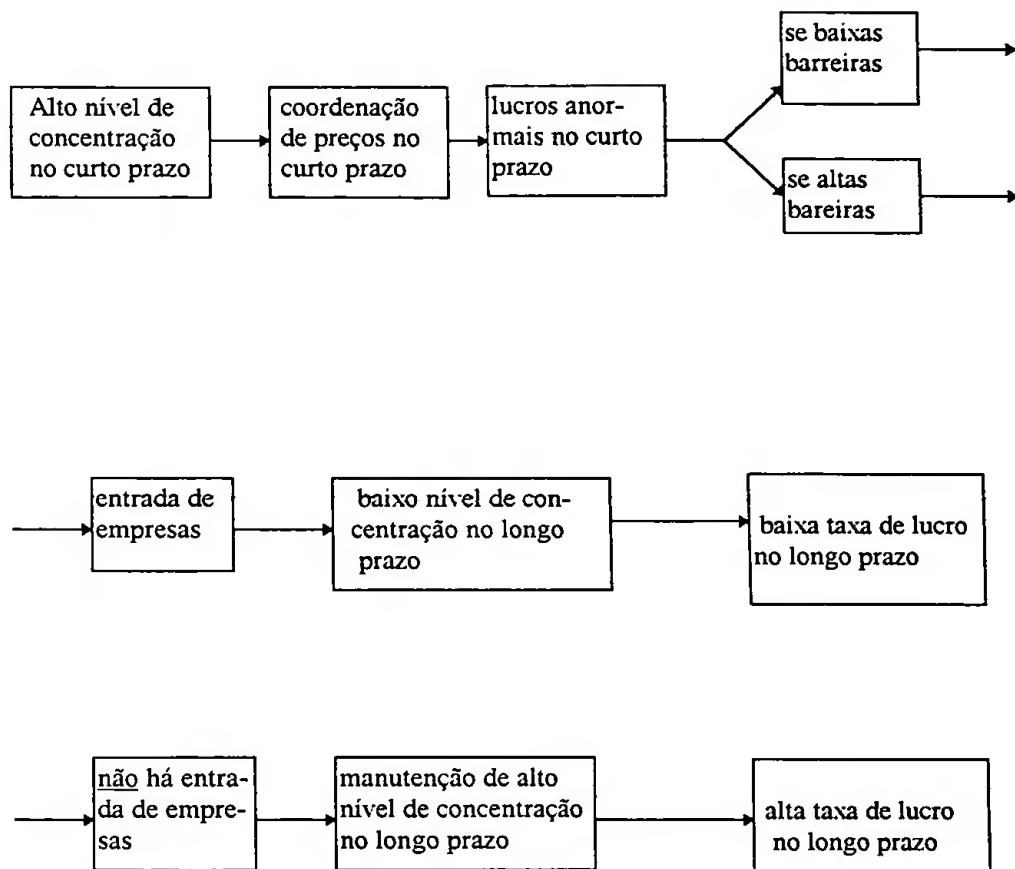 Alto nível de
concentração
no curto prazo
coordenação
de preços no
curto prazo
lucros anor-
mais no curto
prazo
se baixas
barreiras
se altas
bareiras
entrada de
empresas
baixo nível de con-
centração no longo
prazo
baixa taxa de lucro
no longo prazo
não há entra-
da de empre-
sas
manutenção de alto
nível de concentração
no longo prazo
alta taxa de lucro
no longo prazo